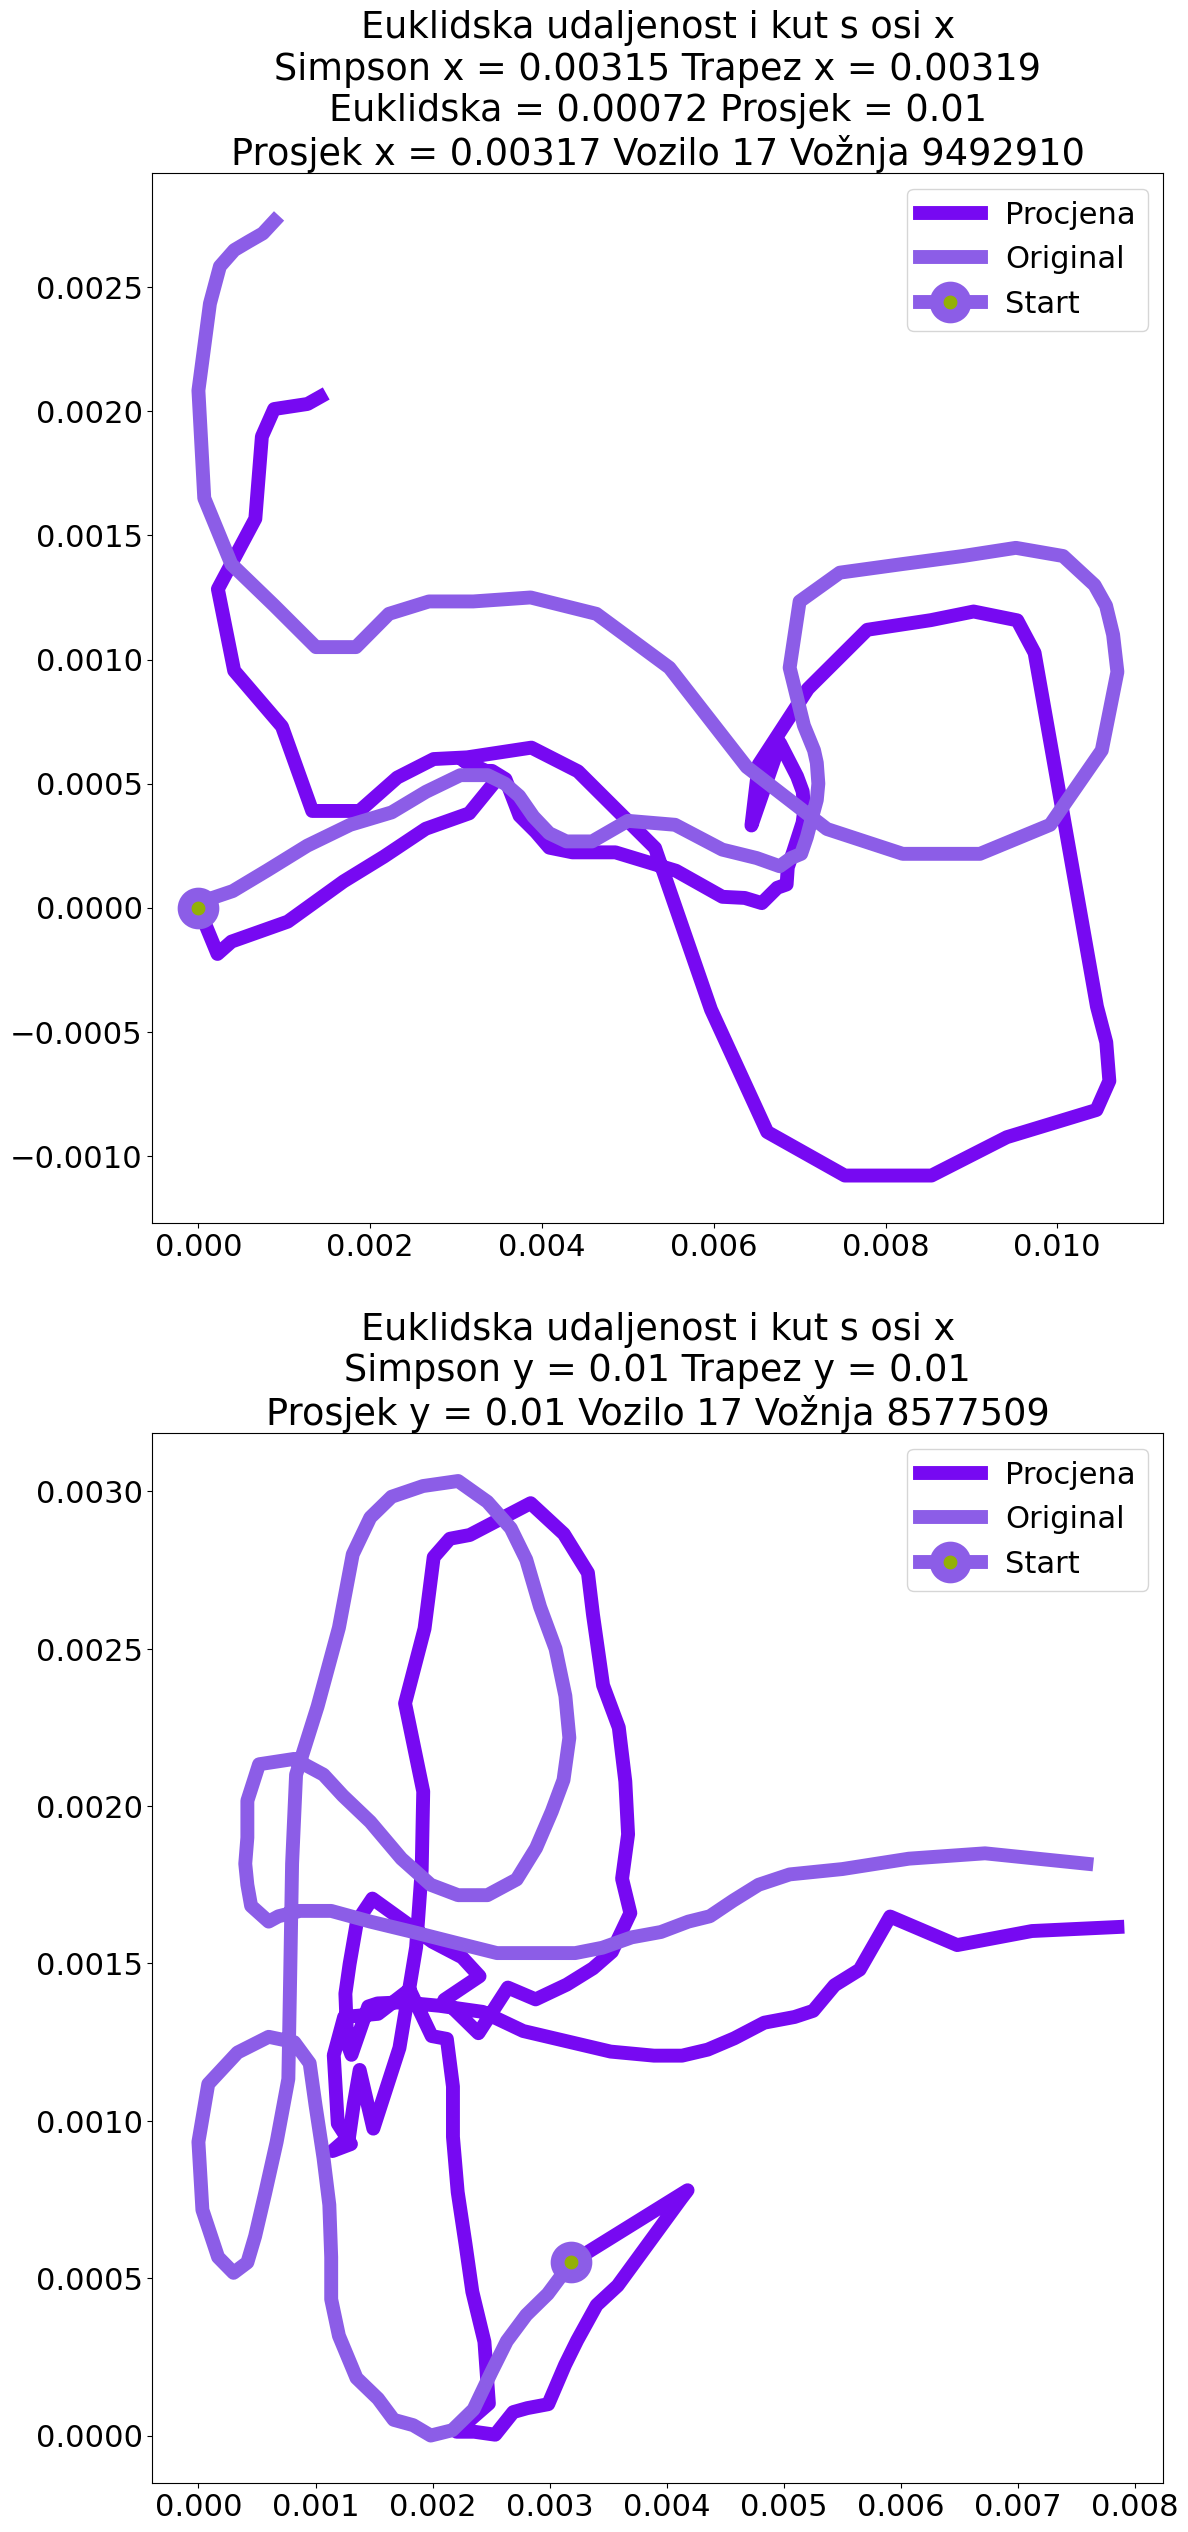 Euklidska udaljenost i kut s osi x
Simpson x = 0.00315 Trapez x = 0.00319
Euklidska = 0.00072 Prosjek = 0.01
Prosjek x = 0.00317 Vozilo 17 Vožnja 9492910
Procjena
Original
Start
0.0025
0.0020
0.0015
0.0010
0.0005
0.0000
−0.0005
−0.0010
0.000 0.002 0.004 0.006 0.008 0.010
Euklidska udaljenost i kut s osi x
Simpson y = 0.01 Trapez y = 0.01
Prosjek y = 0.01 Vozilo 17 Vožnja 8577509
Procjena
Original
Start
0.0030
0.0025
0.0020
0.0015
0.0010
0.0005
0.0000
0.000 0.001 0.002 0.003 0.004 0.005 0.006 0.007 0.008